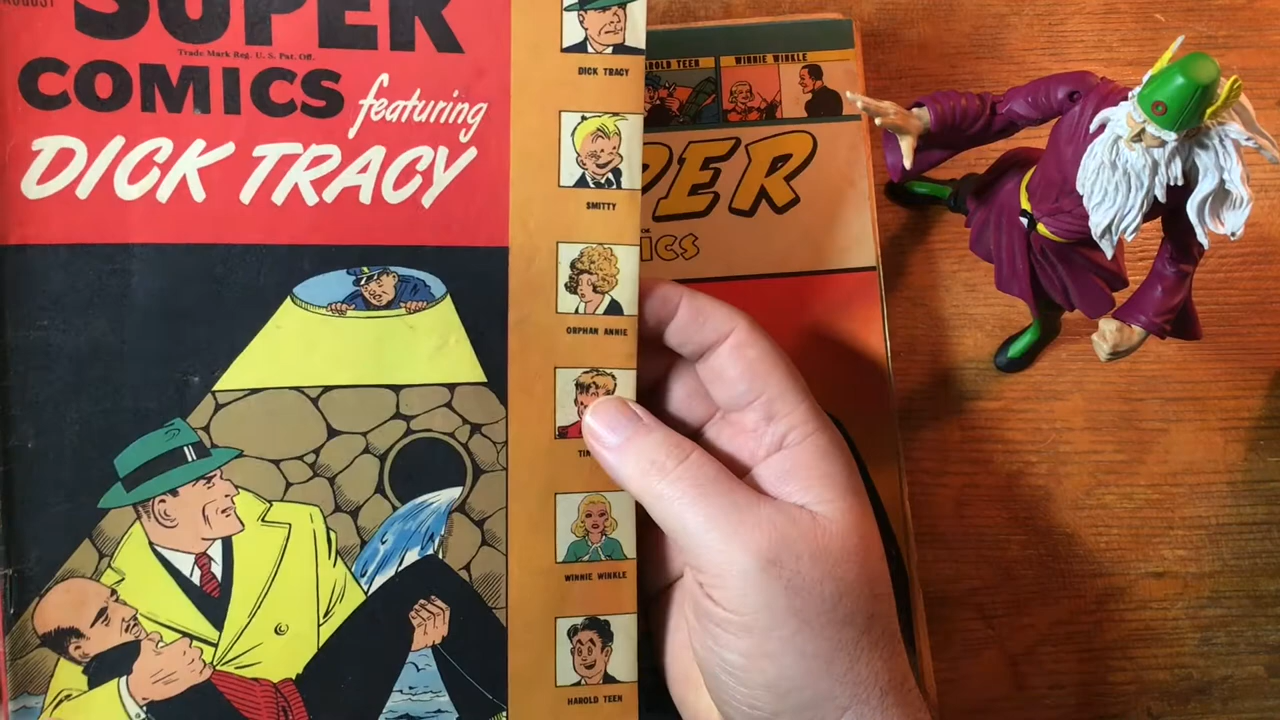 AUGUST
SUPER
Trade Mark Reg. U. S. Pat. Off.
COMICS featuring
DICK TRACY
DICK TRACY
SMITTY
ORPHAN ANNIE
WINNIE WINKLE
HAROLD TEEN
HAROLD TEEN
WINNIE WINKLE
PER
ICS